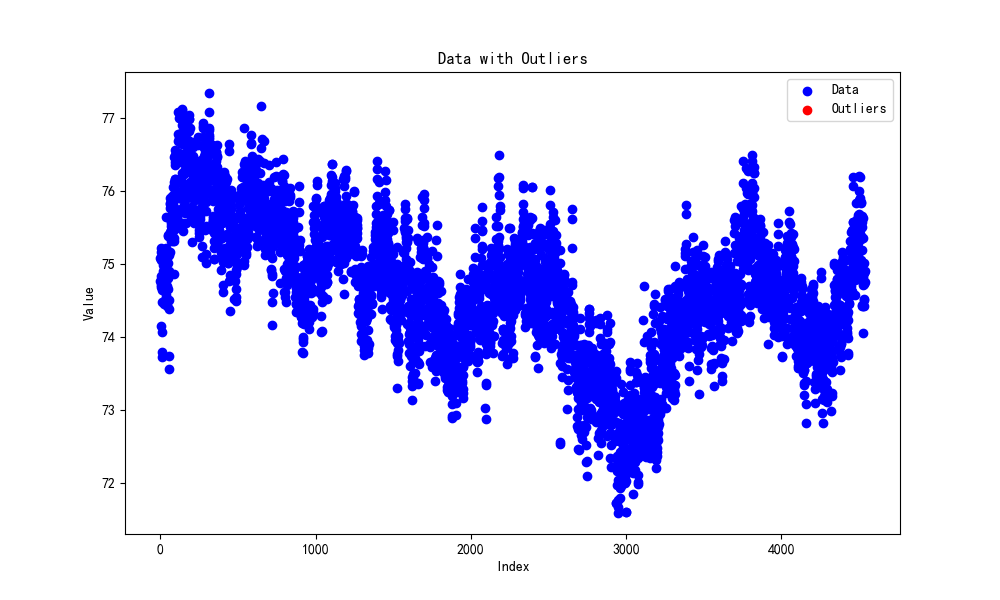 Data with Outliers
Data
Outliers
77
76
75
74
73
72
Value
0
1000
2000
3000
4000
Index